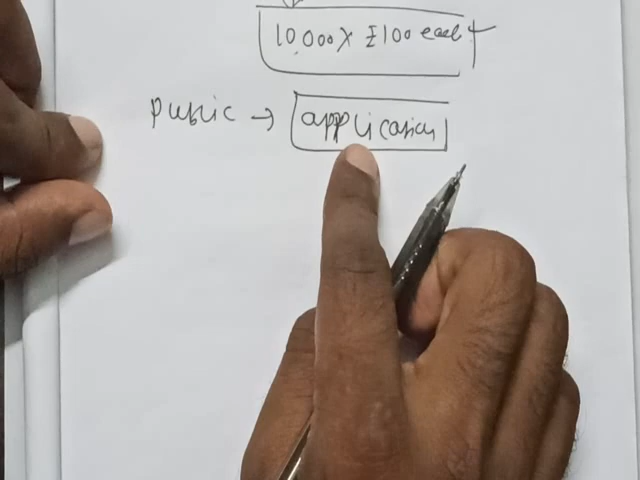 10,000 X ₹100 each
public → application